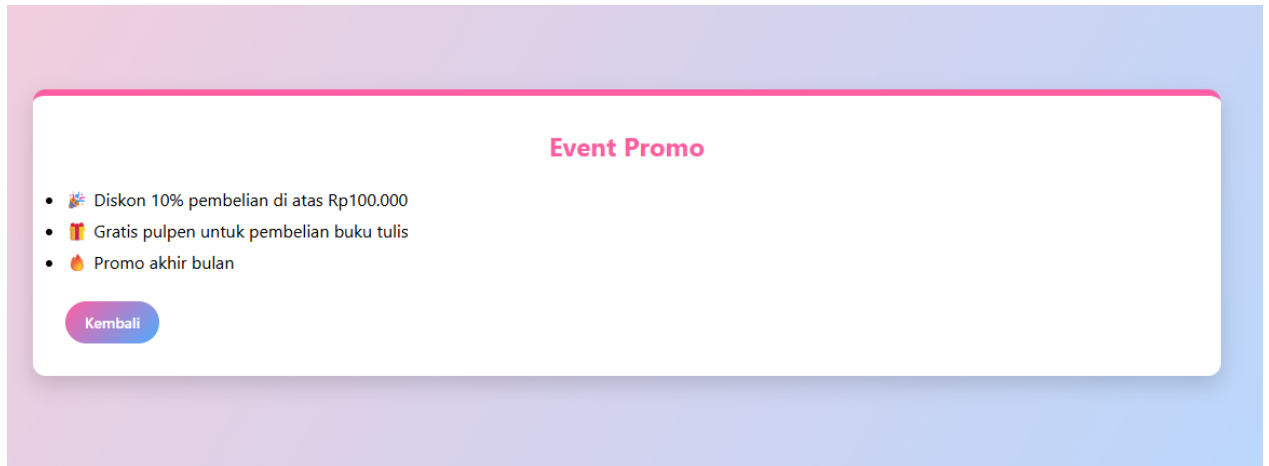 Event Promo
• 🎉 Diskon 10% pembelian di atas Rp100.000
• 🎁 Gratis pulpen untuk pembelian buku tulis
• 🔥 Promo akhir bulan
Kembali